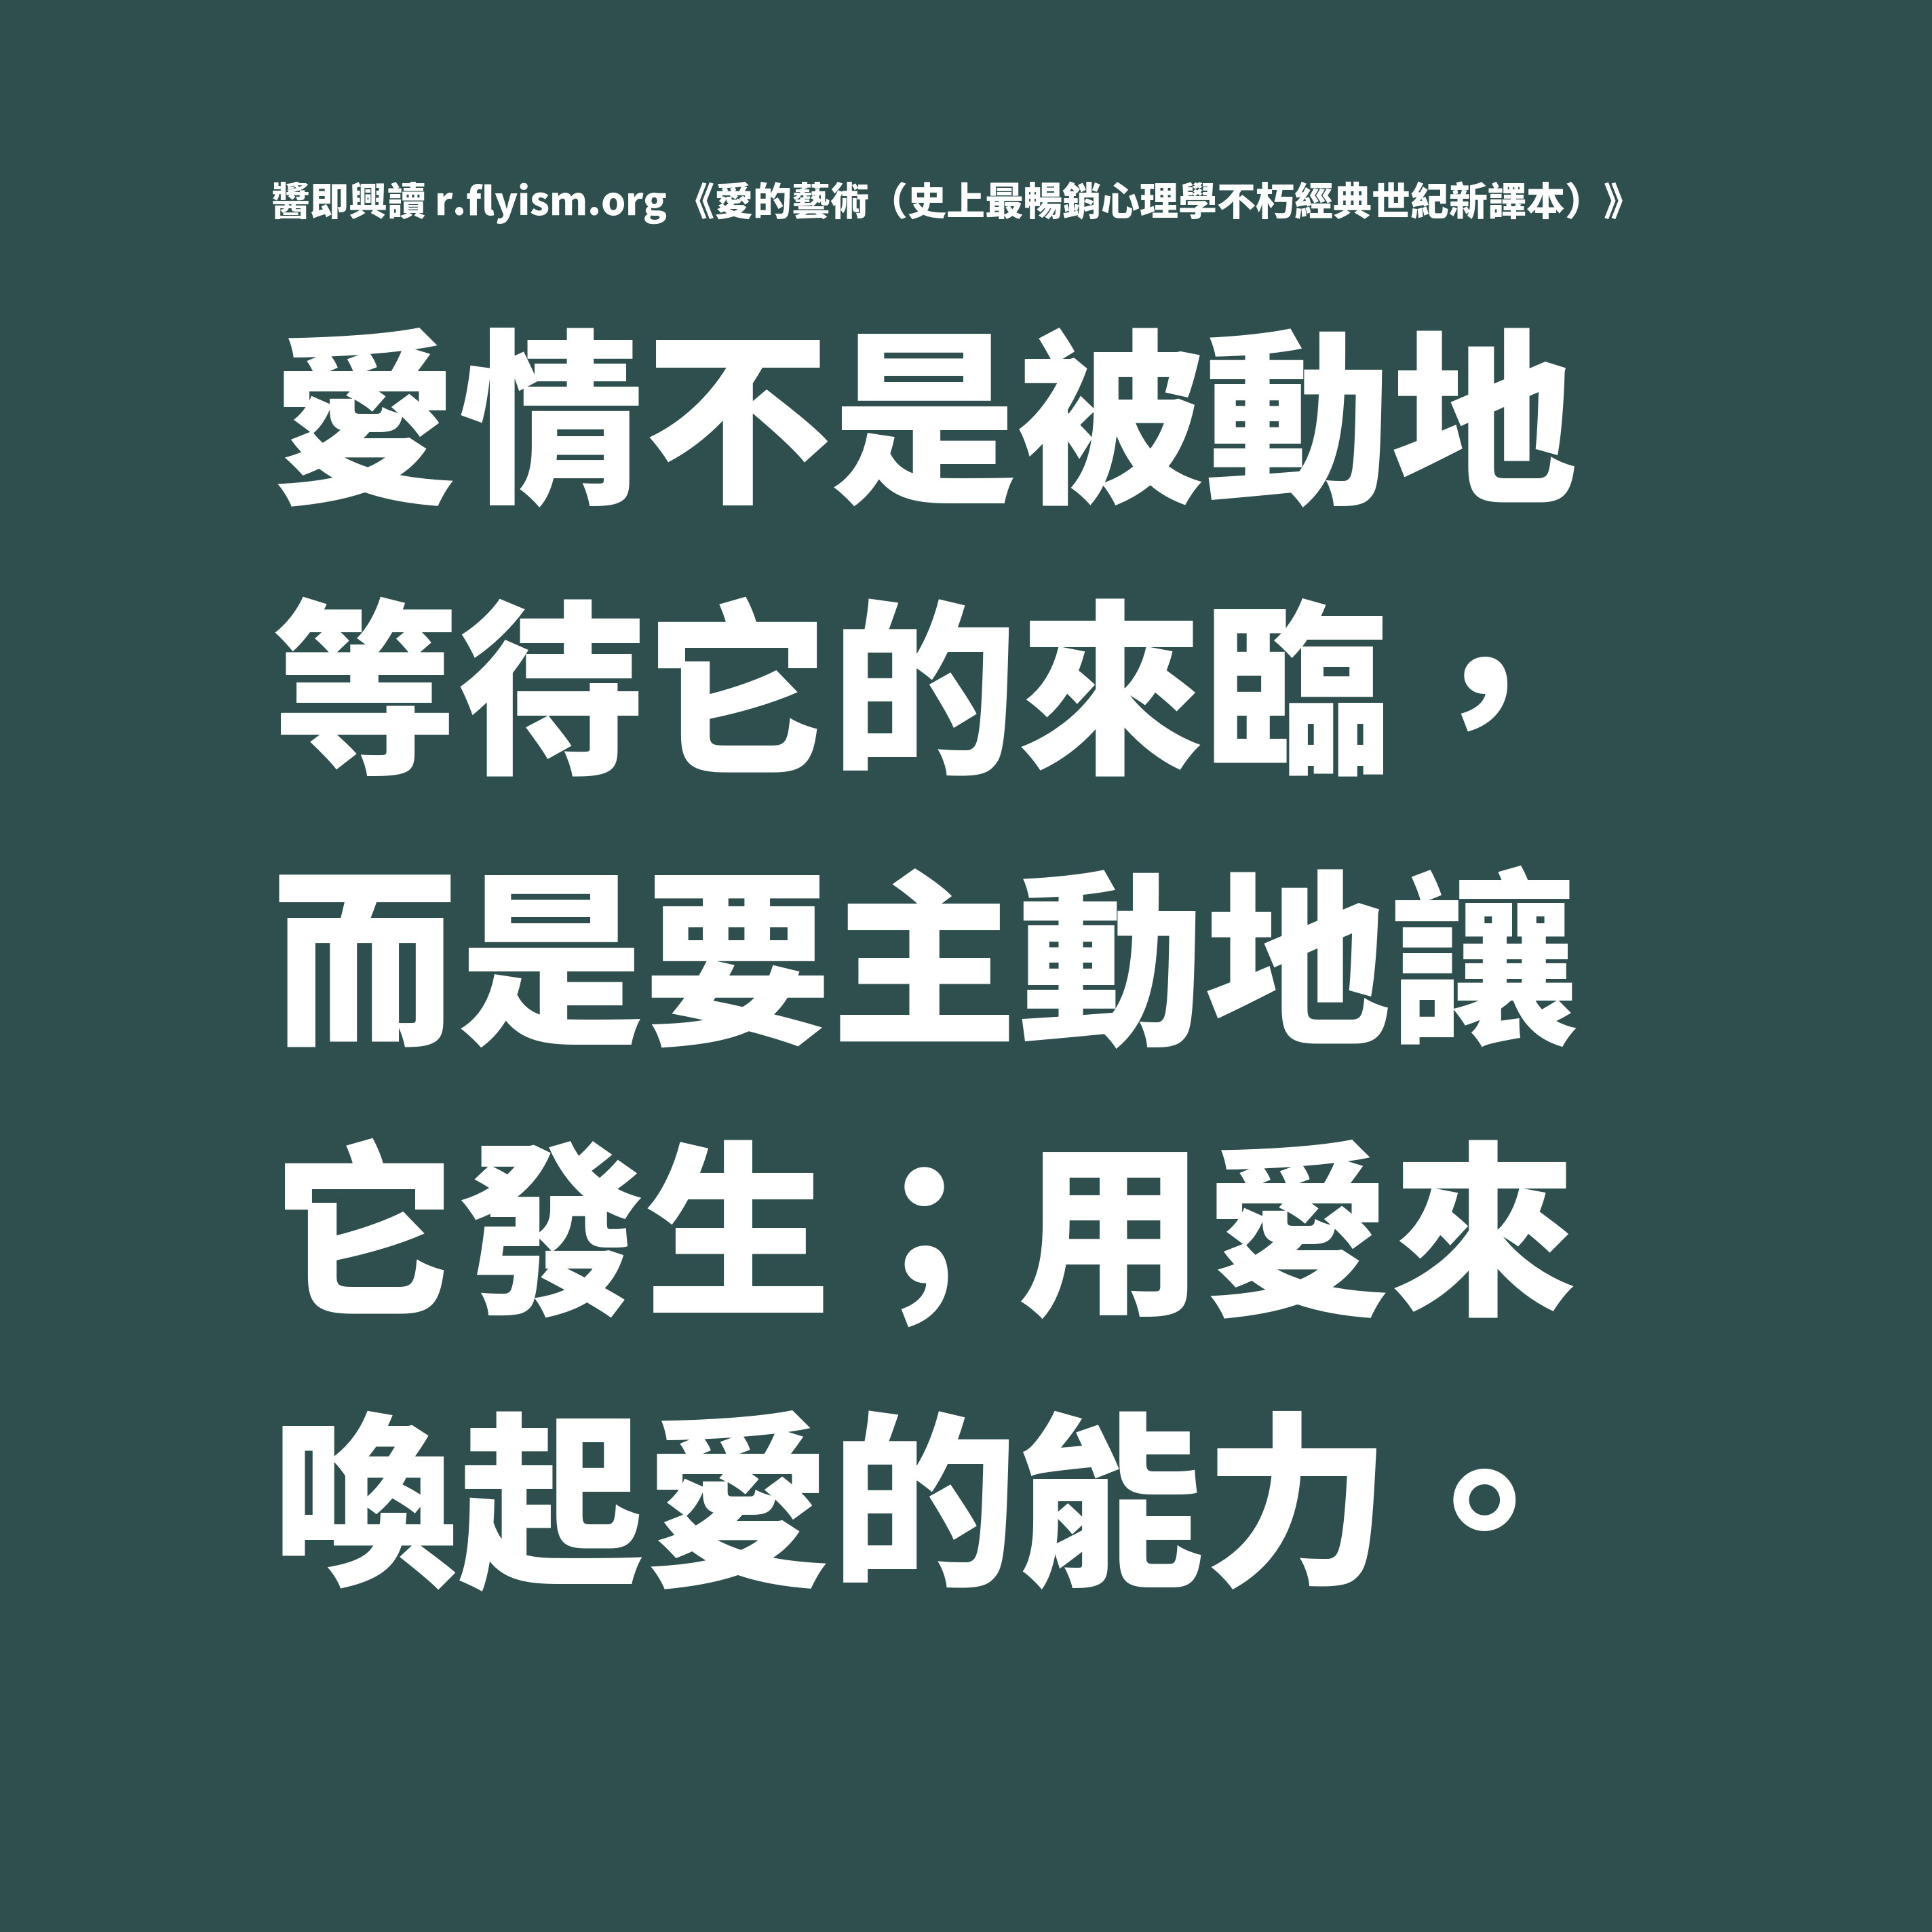 獨即興書 r.flyism.org《愛的藝術（史上最暢銷心理學不朽經典世紀新譯本）》
愛情不是被動地
等待它的來臨，
而是要主動地讓
它發生；用愛來
喚起愛的能力。